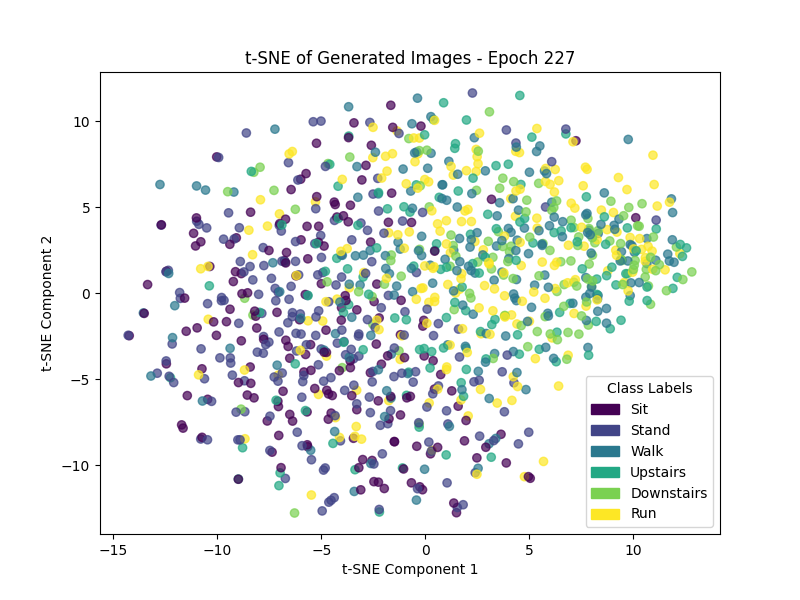 t-SNE of Generated Images - Epoch 227
10
5
0
−5
−10
t-SNE Component 2
−15
−10
−5
0
5
10
t-SNE Component 1
Class Labels
Sit
Stand
Walk
Upstairs
Downstairs
Run